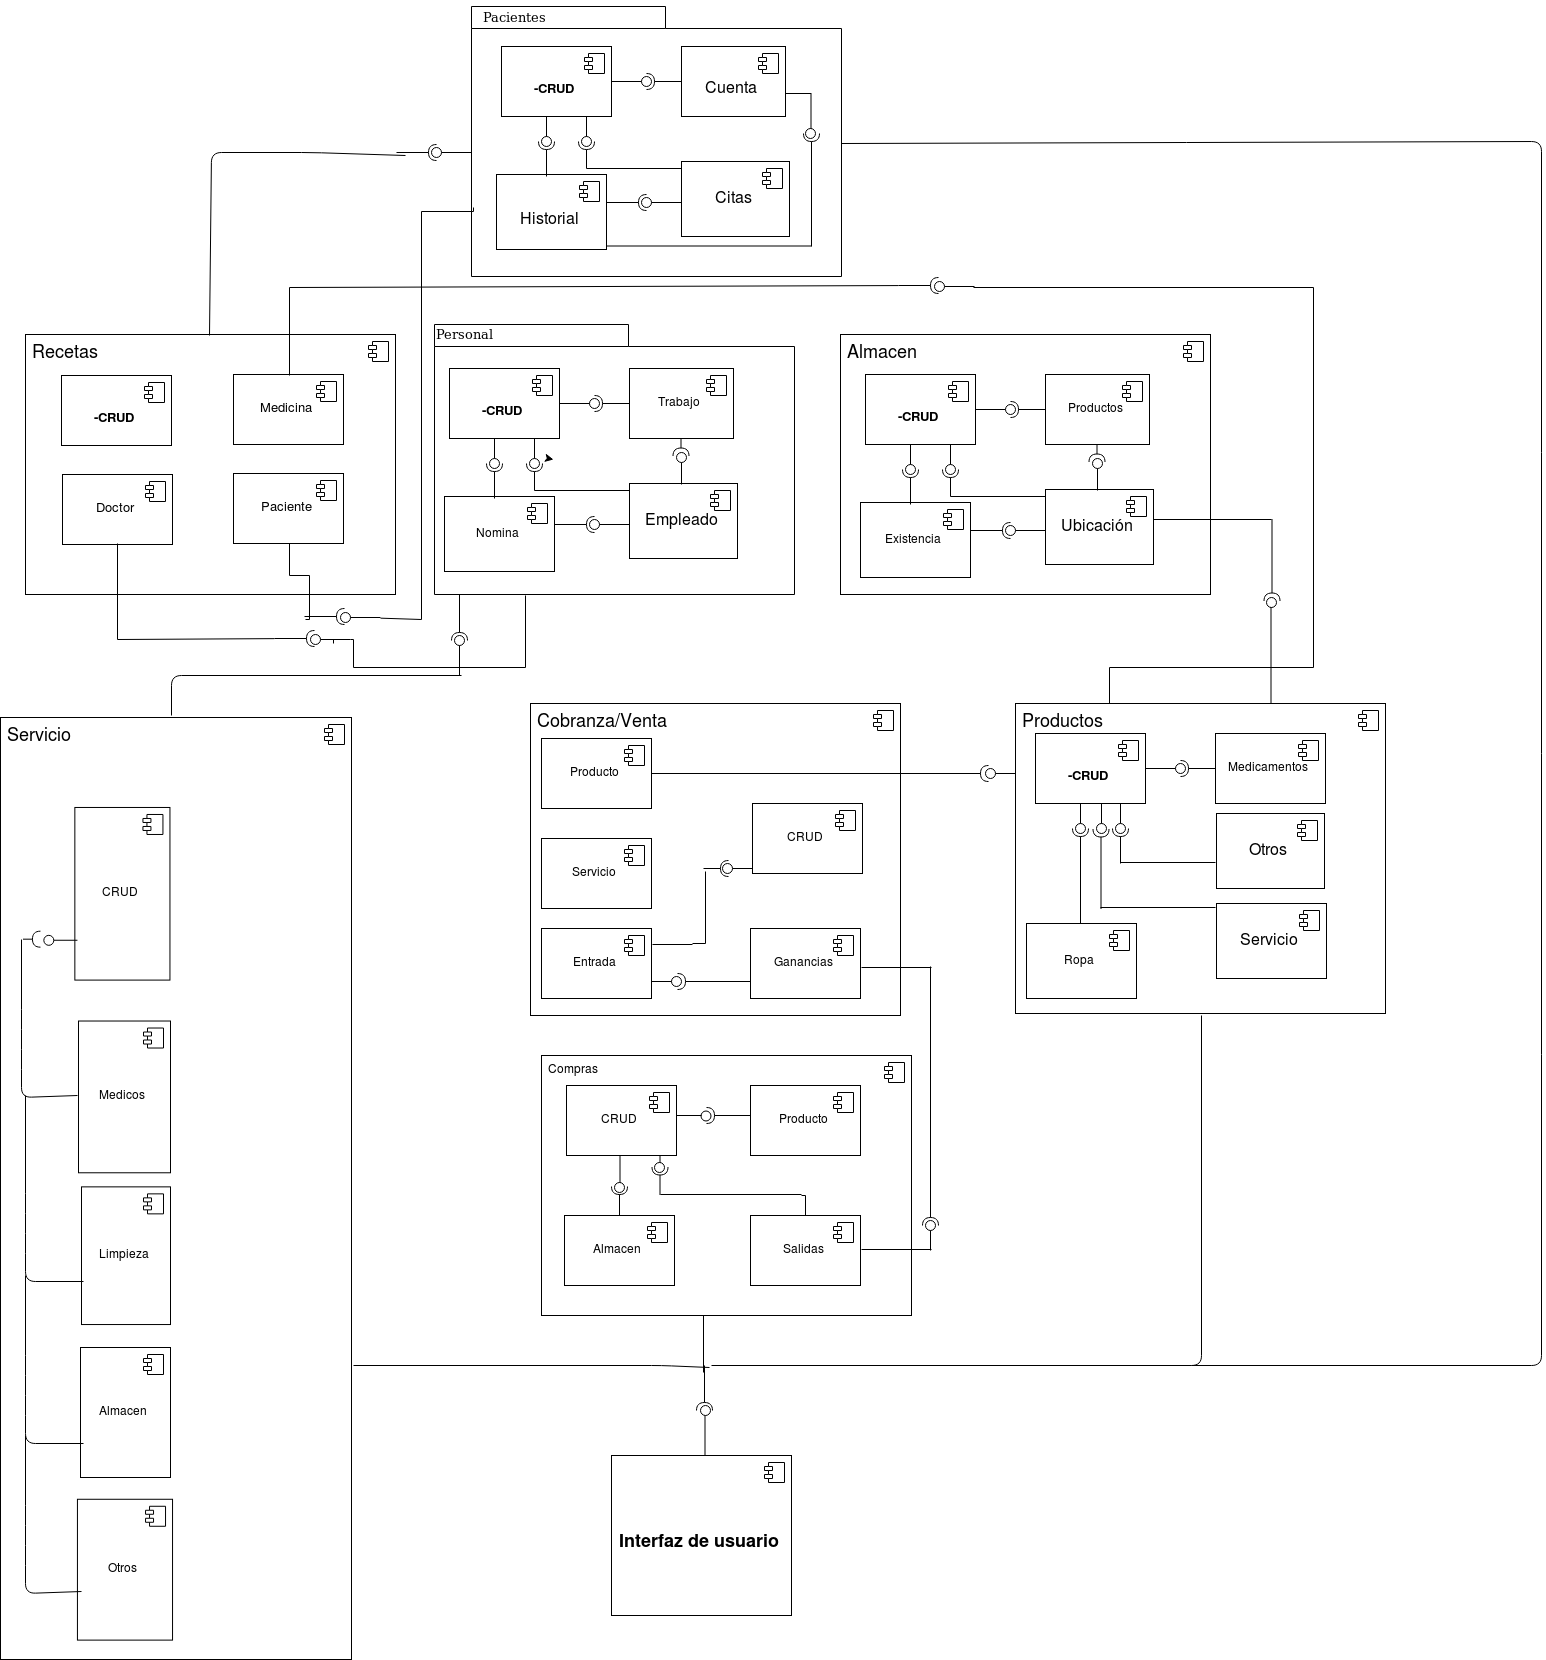 Pacientes
-CRUD
Cuenta
Historial
Citas
Recetas
-CRUD
Medicina
Doctor
Paciente
Personal
-CRUD
Trabajo
Nomina
Empleado
Almacen
-CRUD
Productos
Existencia
Ubicación
Servicio
CRUD
Medicos
Limpieza
Almacen
Otros
Cobranza/Venta
Producto
CRUD
Servicio
Entrada
Ganancias
Productos
-CRUD
Medicamentos
Otros
Servicio
Ropa
Compras
CRUD
Producto
Almacen
Salidas
Interfaz de usuario